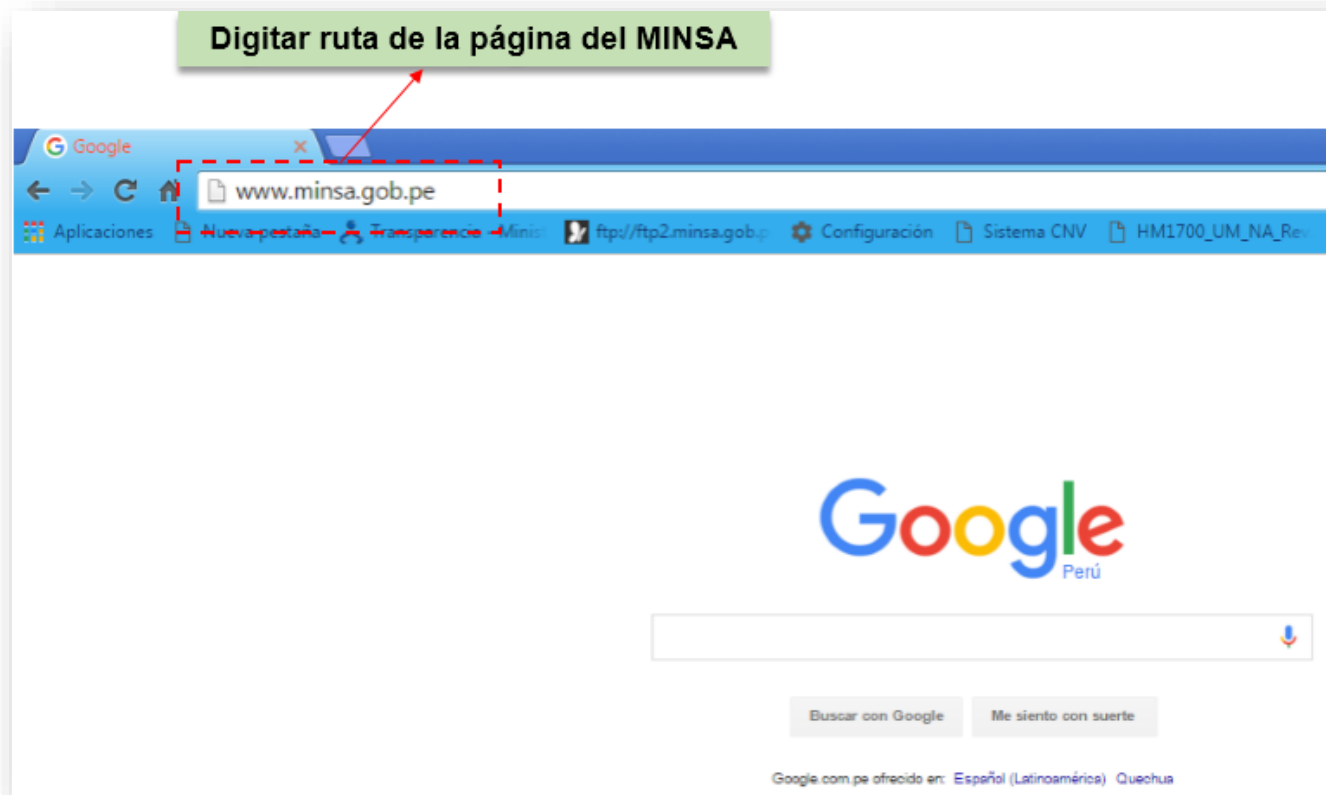 Digitar ruta de la página del MINSA
Google
www.minsa.gob.pe
Aplicaciones Nueva pestaña Transparencia - Minis ftp://ftp2.minsa.gob.p Configuración Sistema CNV HM1700_UM_NA_Rev
Google
Perú
Buscar con Google Me siento con suerte
Google.com.pe ofrecido en: Español (Latinoamérica) Quechua